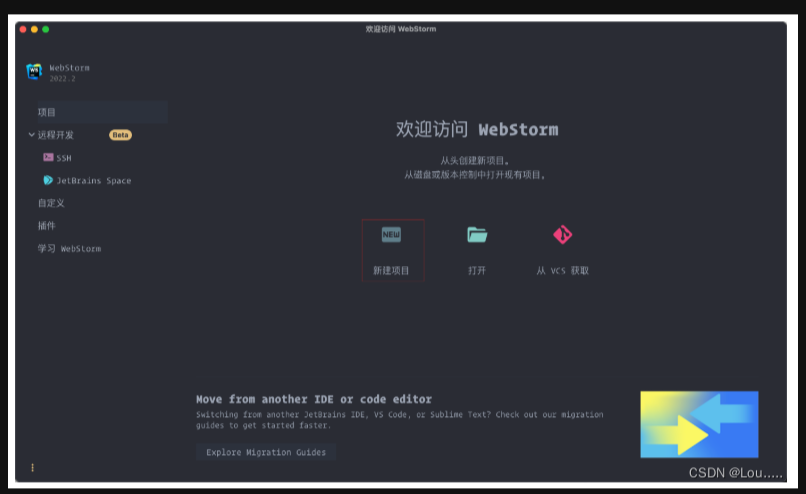 欢迎访问 WebStorm
WebStorm
2022.2
项目
远程开发 Beta
SSH
JetBrains Space
自定义
插件
学习 WebStorm
欢迎访问 WebStorm
从头创建新项目。
从磁盘或版本控制中打开现有项目。
NEW
新建项目 打开 从 VCS 获取
Move from another IDE or code editor
Switching from another JetBrains IDE, VS Code, or Sublime Text? Check out our migration
guides to get started faster.
Explore Migration Guides
CSDN @Lou.....